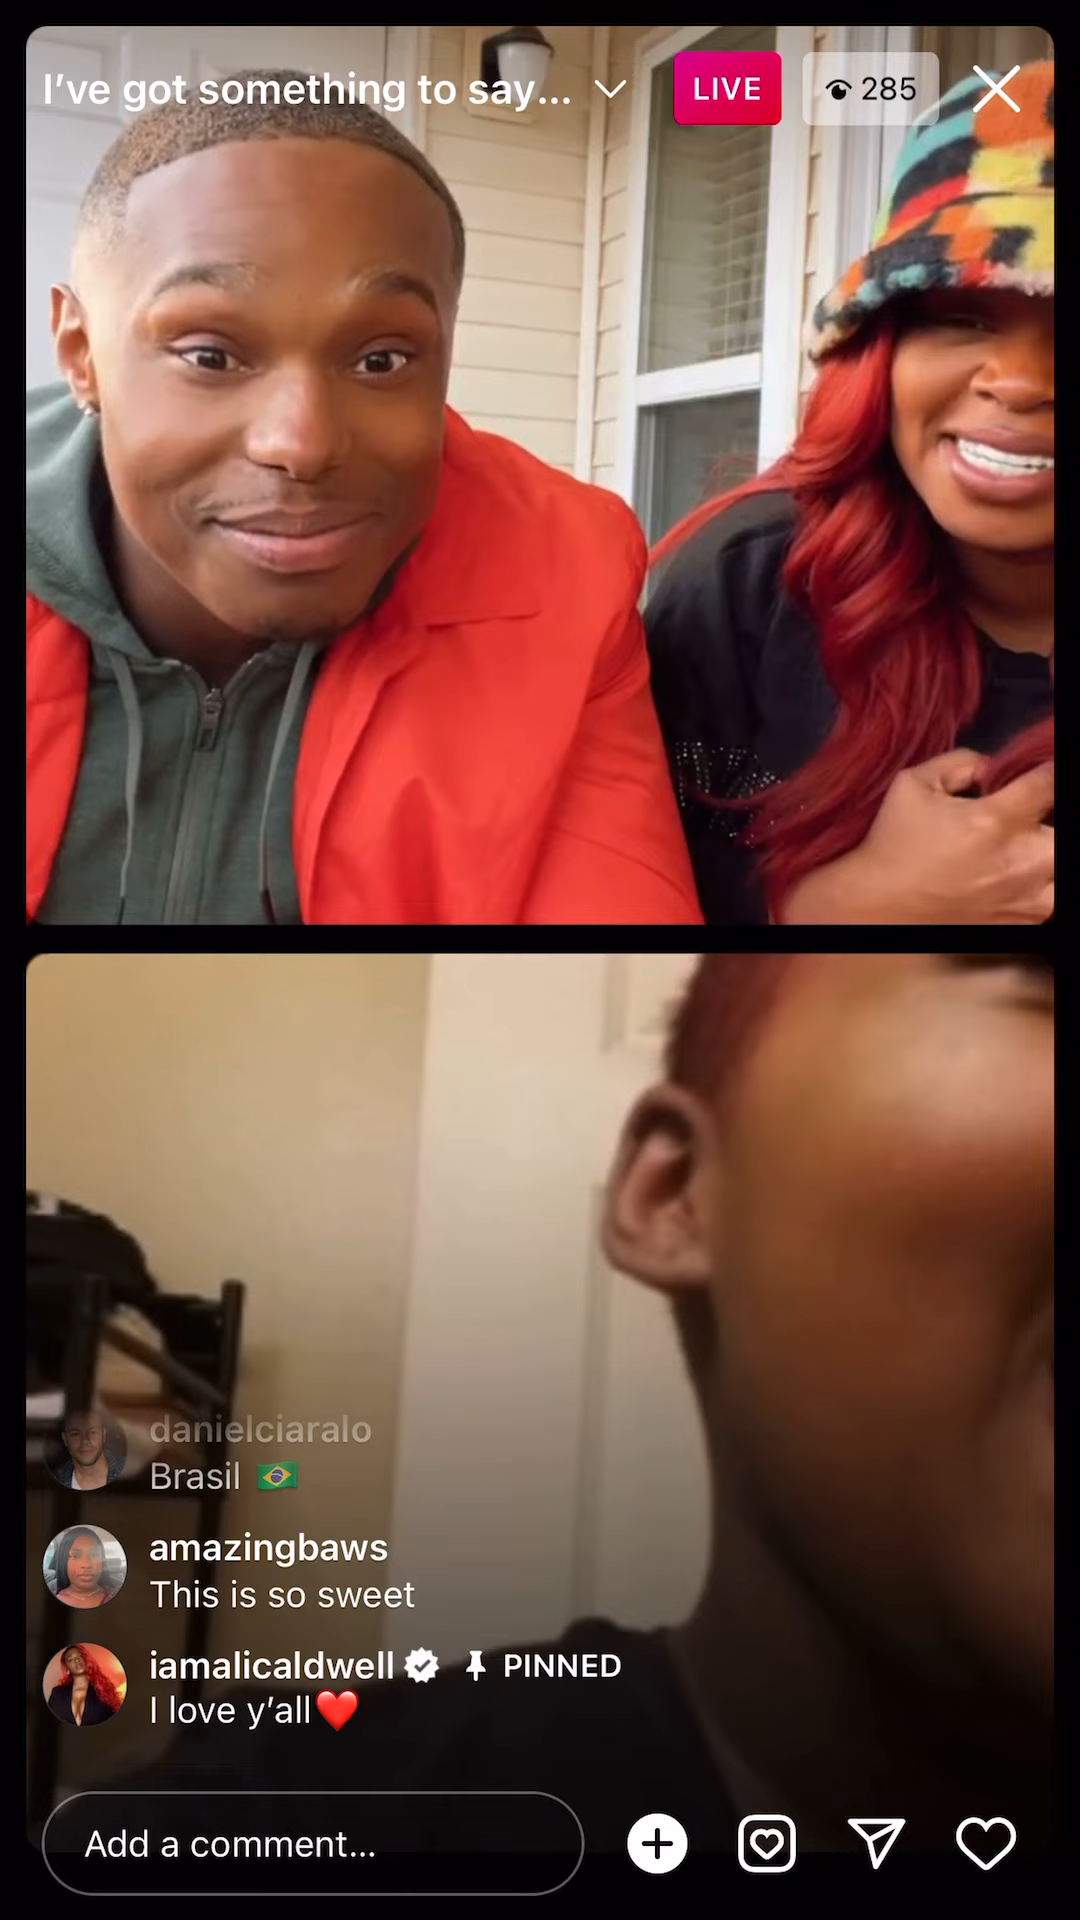 I've got something to say...
LIVE
285
danielciaralo
Brasil 🇧🇷
amazingbaws
This is so sweet
iamalicaldwell PINNED
I love y'all❤️
Add a comment...